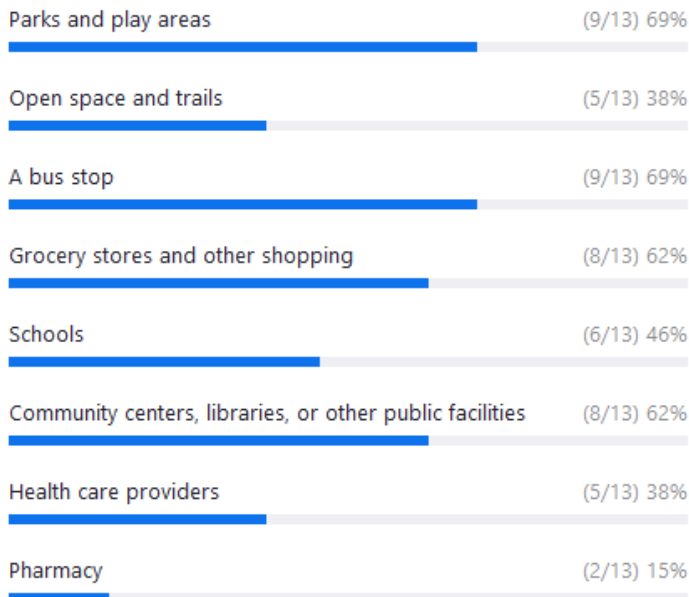 Parks and play areas (9/13) 69%
Open space and trails (5/13) 38%
A bus stop (9/13) 69%
Grocery stores and other shopping (8/13) 62%
Schools (6/13) 46%
Community centers, libraries, or other public facilities (8/13) 62%
Health care providers (5/13) 38%
Pharmacy (2/13) 15%